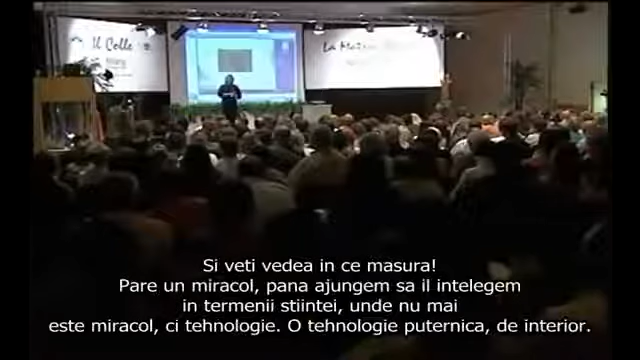 Il Colle
La Mat
Si veti vedea in ce masura!
Pare un miracol, pana ajungem sa il intelegem
in termenii stiintei, unde nu mai
este miracol, ci tehnologie. O tehnologie puternica, de interior.